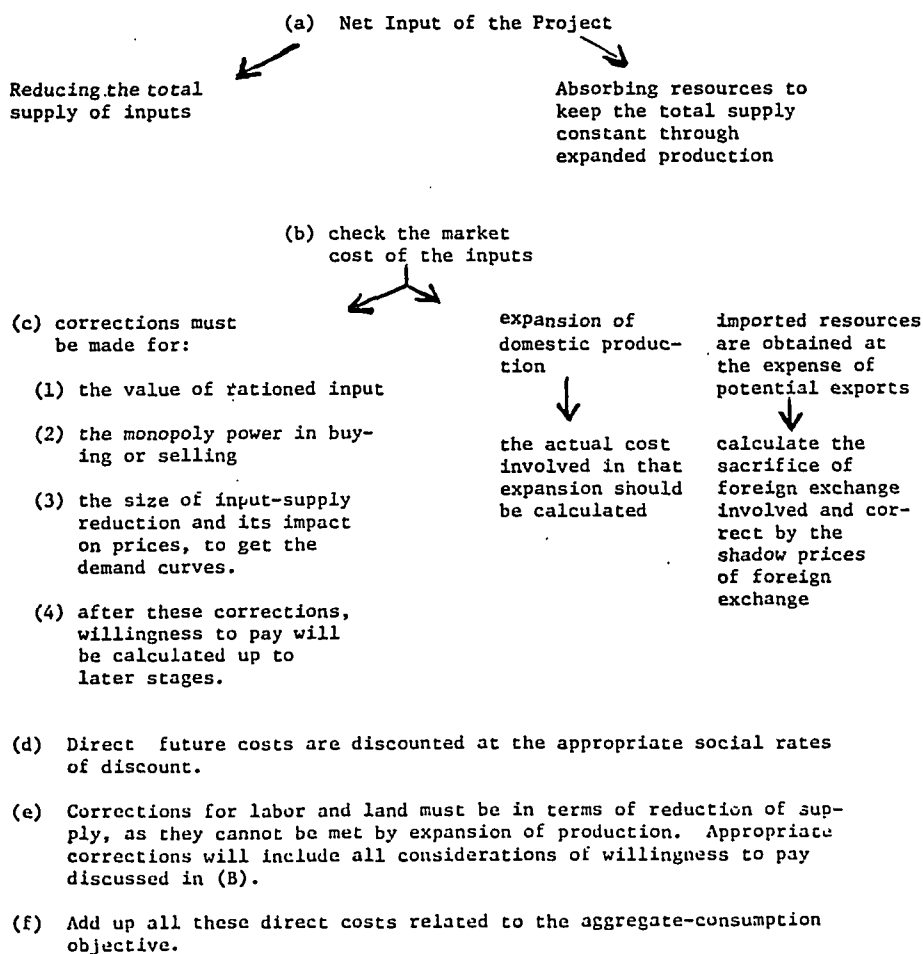 (a) Net Input of the Project
Reducing the total
supply of inputs
Absorbing resources to
keep the total supply
constant through
expanded production
(b) check the market
cost of the inputs
(c) corrections must
be made for:
(1) the value of rationed input
(2) the monopoly power in buy-
ing or selling
(3) the size of input-supply
reduction and its impact
on prices, to get the
demand curves.
(4) after these corrections,
willingness to pay will
be calculated up to
later stages.
expansion of
domestic produc-
tion
the actual cost
involved in that
expansion should
be calculated
imported resources
are obtained at
the expense of
potential exports
calculate the
sacrifice of
foreign exchange
involved and cor-
rect by the
shadow prices
of foreign
exchange
(d) Direct future costs are discounted at the appropriate social rates
of discount.
(e) Corrections for labor and land must be in terms of reduction of sup-
ply, as they cannot be met by expansion of production. Appropriate
corrections will include all considerations of willingness to pay
discussed in (B).
(f) Add up all these direct costs related to the aggregate-consumption
objective.